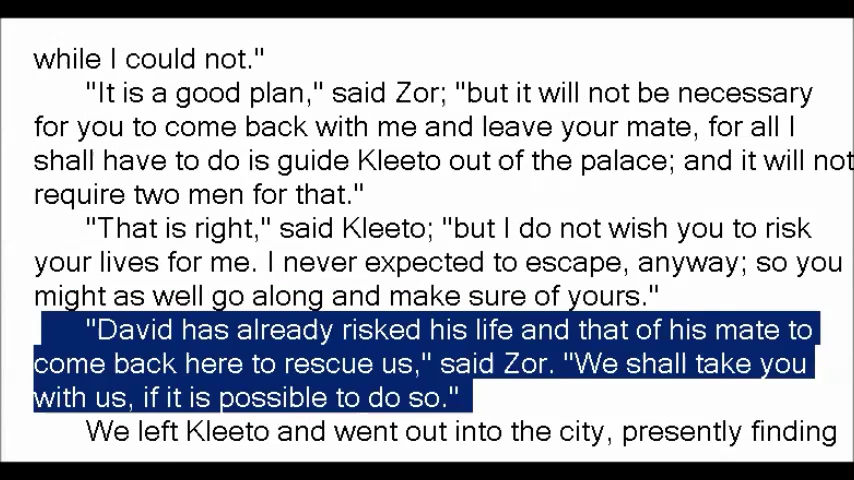 while I could not."
"It is a good plan," said Zor; "but it will not be necessary
for you to come back with me and leave your mate, for all I
shall have to do is guide Kleeto out of the palace; and it will not
require two men for that."
"That is right," said Kleeto; "but I do not wish you to risk
your lives for me. I never expected to escape, anyway; so you
might as well go along and make sure of yours."
"David has already risked his life and that of his mate to
come back here to rescue us," said Zor. "We shall take you
with us, if it is possible to do so."
We left Kleeto and went out into the city, presently finding